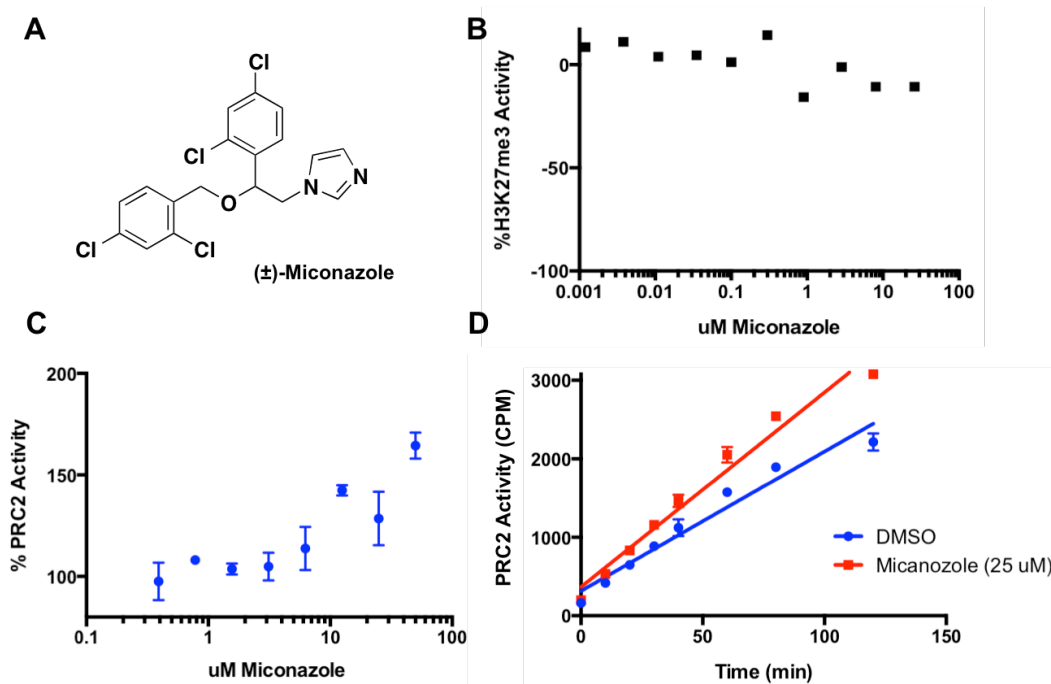 A
Cl
Cl
N
N
O
Cl
Cl
(±)-Miconazole
B
%H3K27me3 Activity
0
-50
-100
0.001
0.01
0.1
1
10
100
uM Miconazole
C
% PRC2 Activity
200
150
100
0.1
1
10
100
uM Miconazole
D
PRC2 Activity (CPM)
3000
2000
1000
0
0
50
100
150
DMSO
Micanozole (25 uM)
Time (min)